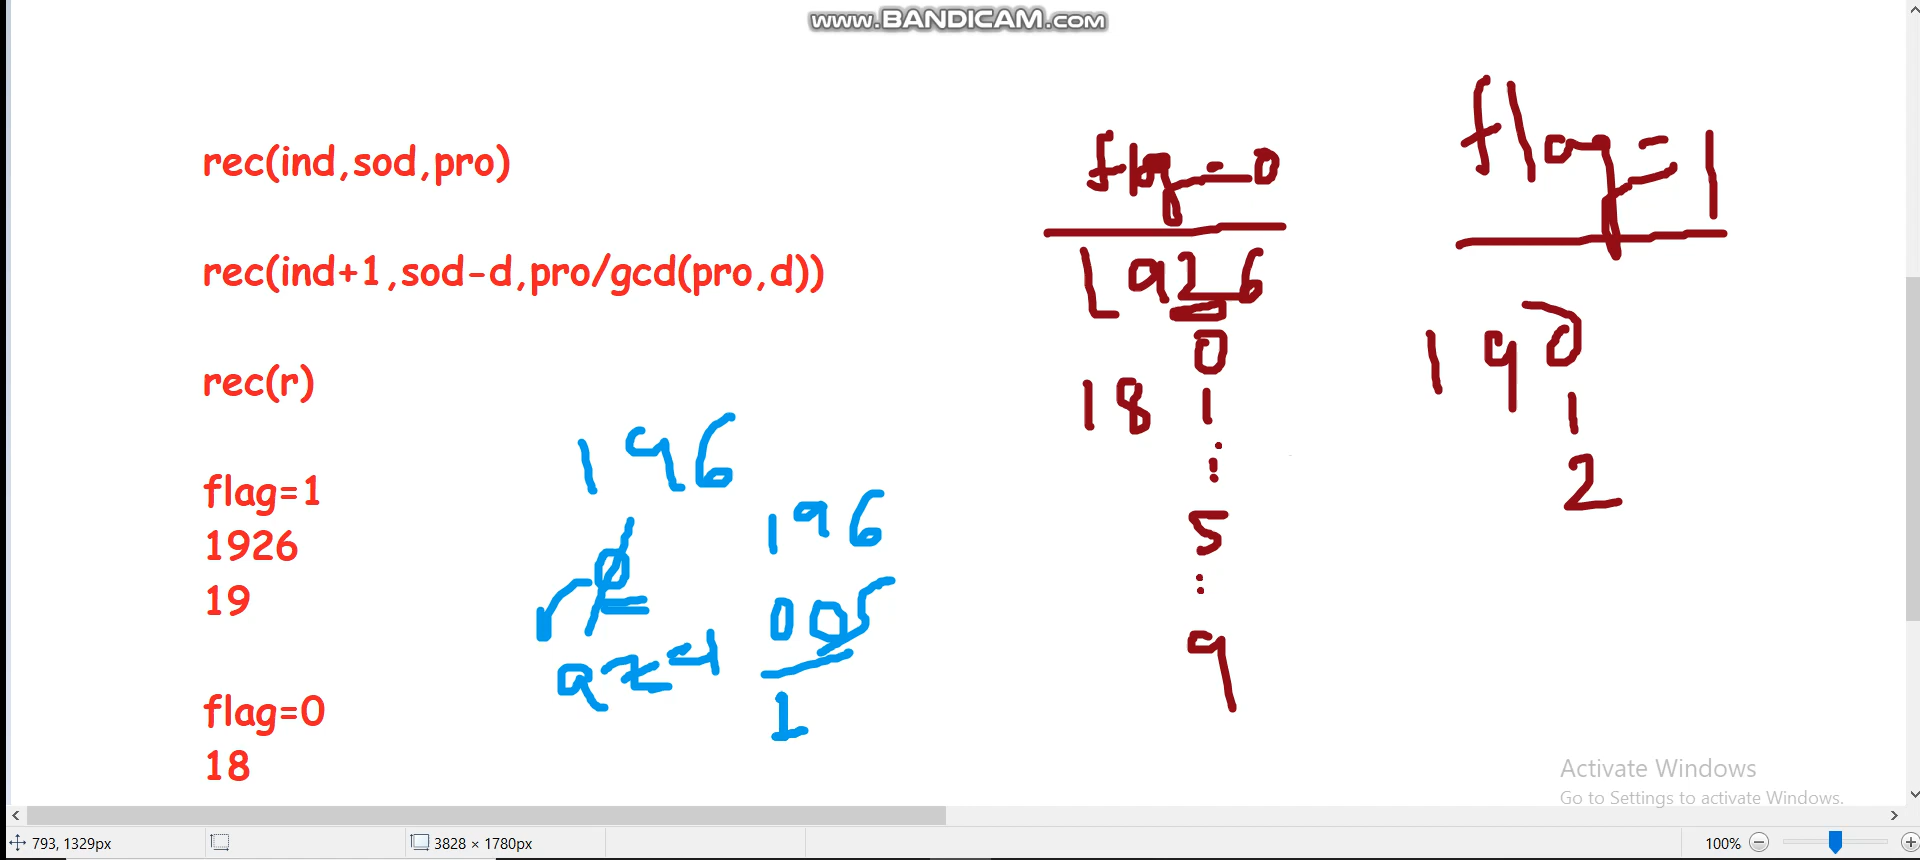 www.BANDICAM.com
rec(ind,sod,pro)
rec(ind+1,sod-d,pro/gcd(pro,d))
rec(r)
flag=1
1926
19
flag=0
18
196
196
005
1
flag=0
1926
0
18 1
:
5
:
9
flag=1
190
1
2
Activate Windows
Go to Settings to activate Windows.
793, 1329px
3828 × 1780px
100%